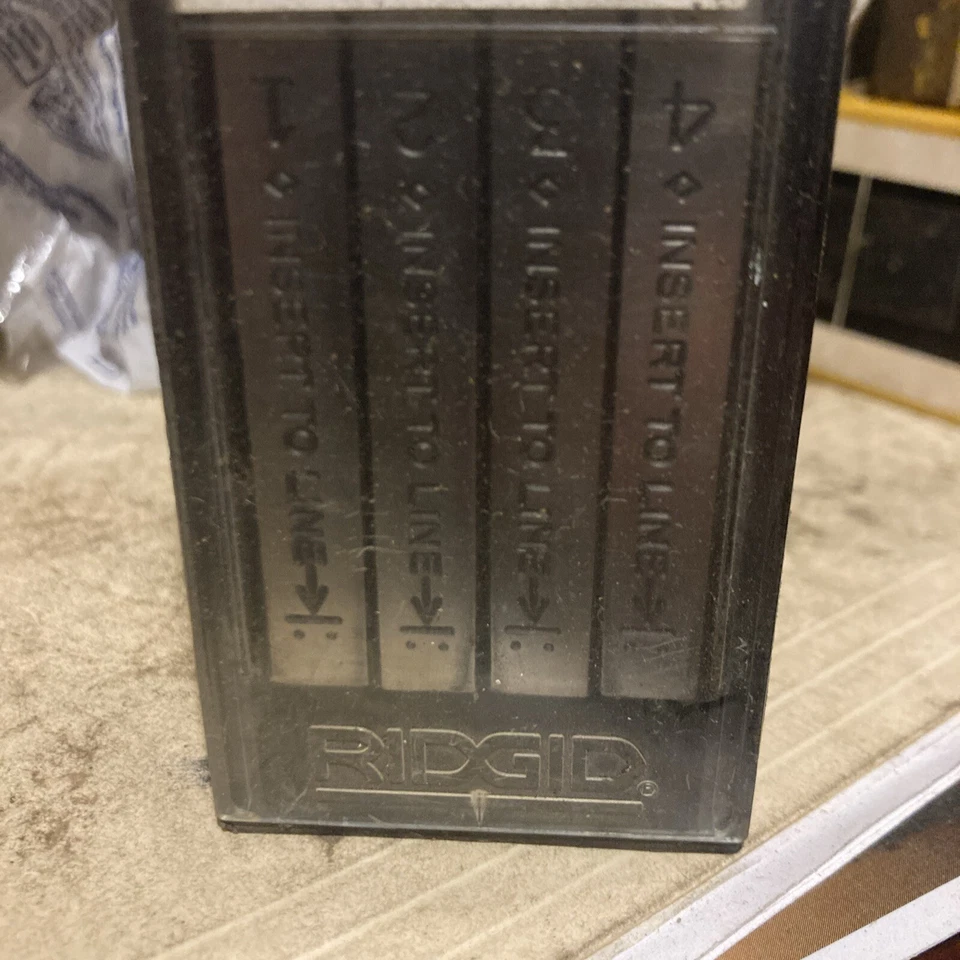 1 INSERT TO LINE
2 INSERT TO LINE
3 INSERT TO LINE
4 INSERT TO LINE
RIDGID®